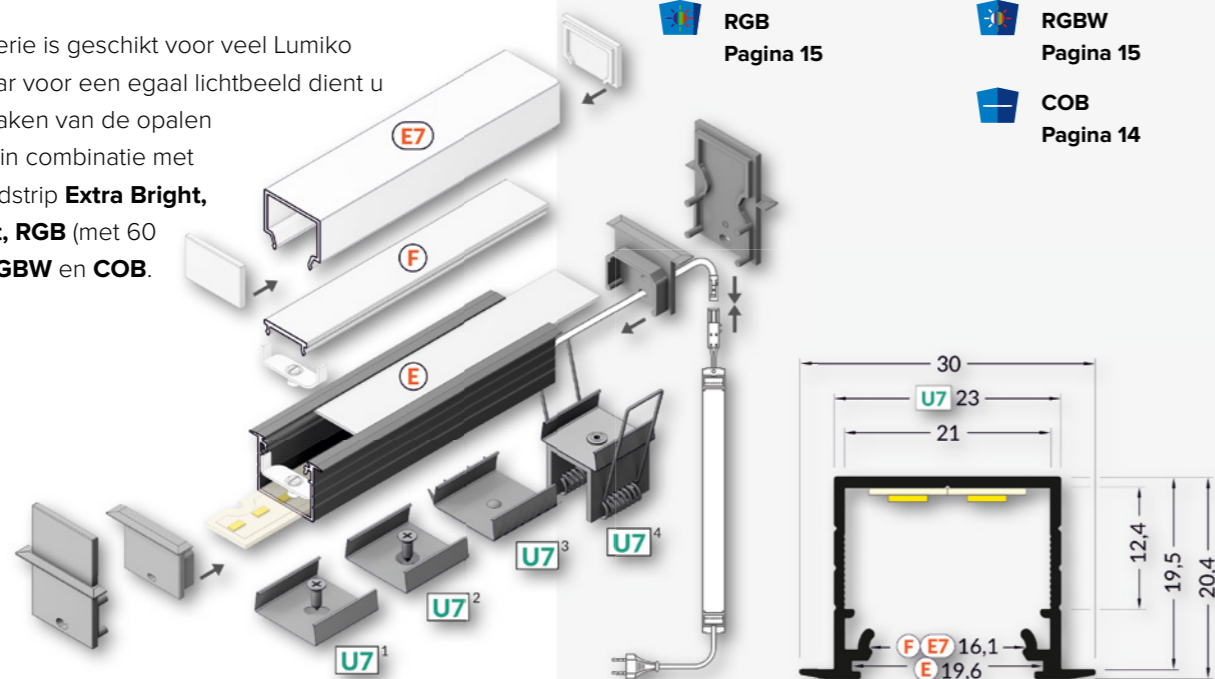 erie is geschikt voor veel Lumiko
ar voor een egaal lichtbeeld dient u
aken van de opalen
in combinatie met
dstrip Extra Bright,
t, RGB (met 60
GBW en COB.
RGB
Pagina 15
RGBW
Pagina 15
COB
Pagina 14
E7
F
E
U7 1
U7 2
U7 3
U7 4
30
U7 23
21
12,4
19,5
20,4
F E7 16,1
E 19,6